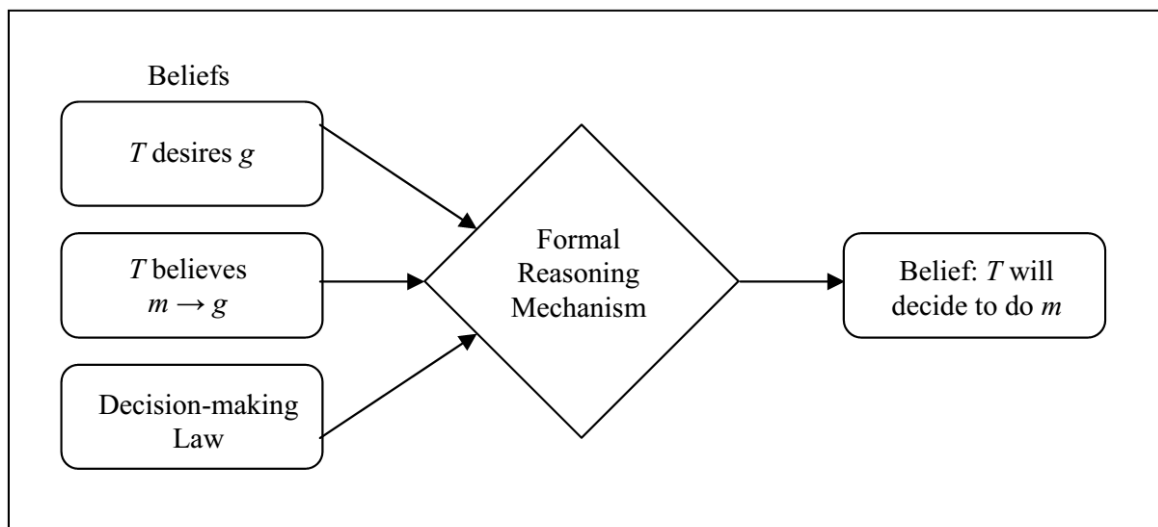 Beliefs
T desires g
T believes
m → g
Decision-making
Law
Formal
Reasoning
Mechanism
Belief: T will
decide to do m